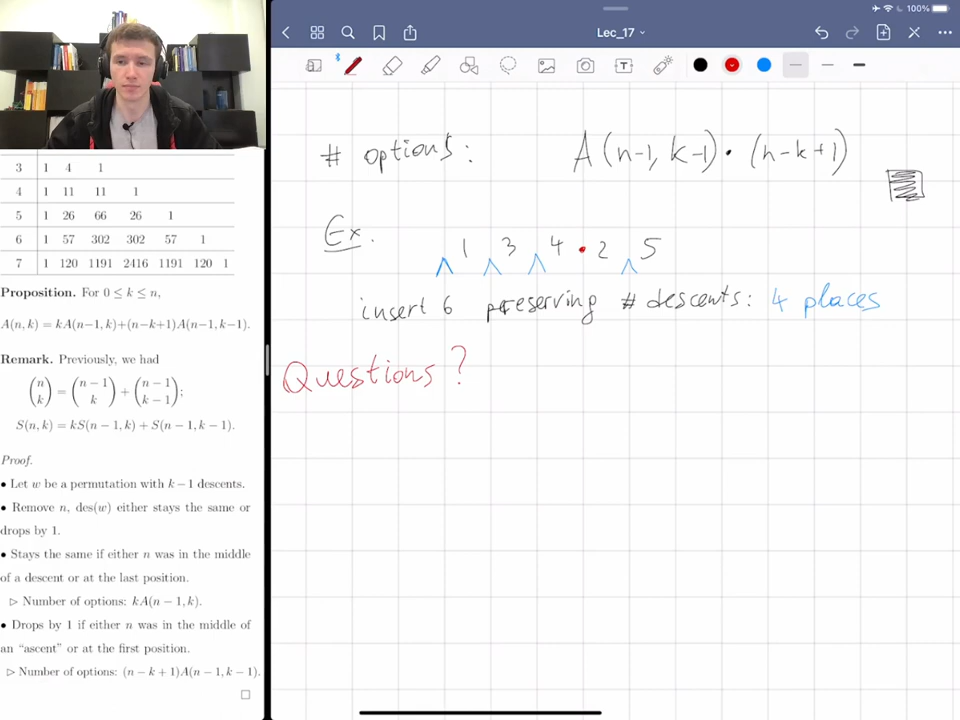 100%
Lec_17
3 1 4 1
4 1 11 11 1
5 1 26 66 26 1
6 1 57 302 302 57 1
7 1 120 1191 2416 1191 120 1
Proposition. For 0 ≤ k ≤ n,
A(n, k) = kA(n−1, k)+(n−k+1)A(n−1, k−1).
Remark. Previously, we had
(n k) = (n − 1 k) + (n − 1 k − 1);
S(n, k) = kS(n − 1, k) + S(n − 1, k − 1).
Proof.
• Let w be a permutation with k − 1 descents.
• Remove n, des(w) either stays the same or
drops by 1.
• Stays the same if either n was in the middle
of a descent or at the last position.
▷ Number of options: kA(n − 1, k).
• Drops by 1 if either n was in the middle of
an “ascent” or at the first position.
▷ Number of options: (n − k + 1)A(n − 1, k − 1).
# options: A(n-1, k-1) • (n-k+1)
Ex.
1 3 4 • 2 5
insert 6 preserving # descents: 4 places
Questions?